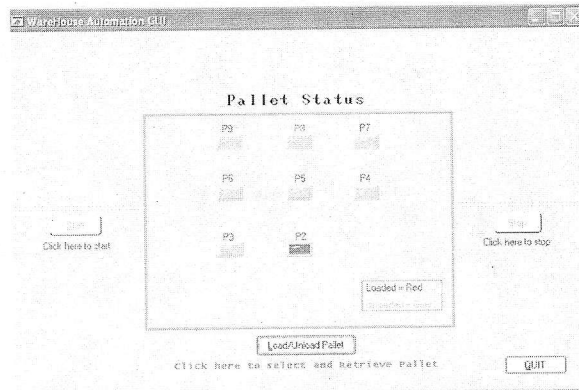 WareHouse Automation GUI
Pallet Status
P9 P8 P7
P6 P5 P4
P3 P2
Click here to start
Stop
Click here to stop
Loaded = Red
Load/Unload Pallet
Click here to select and Retrieve Pallet
QUIT